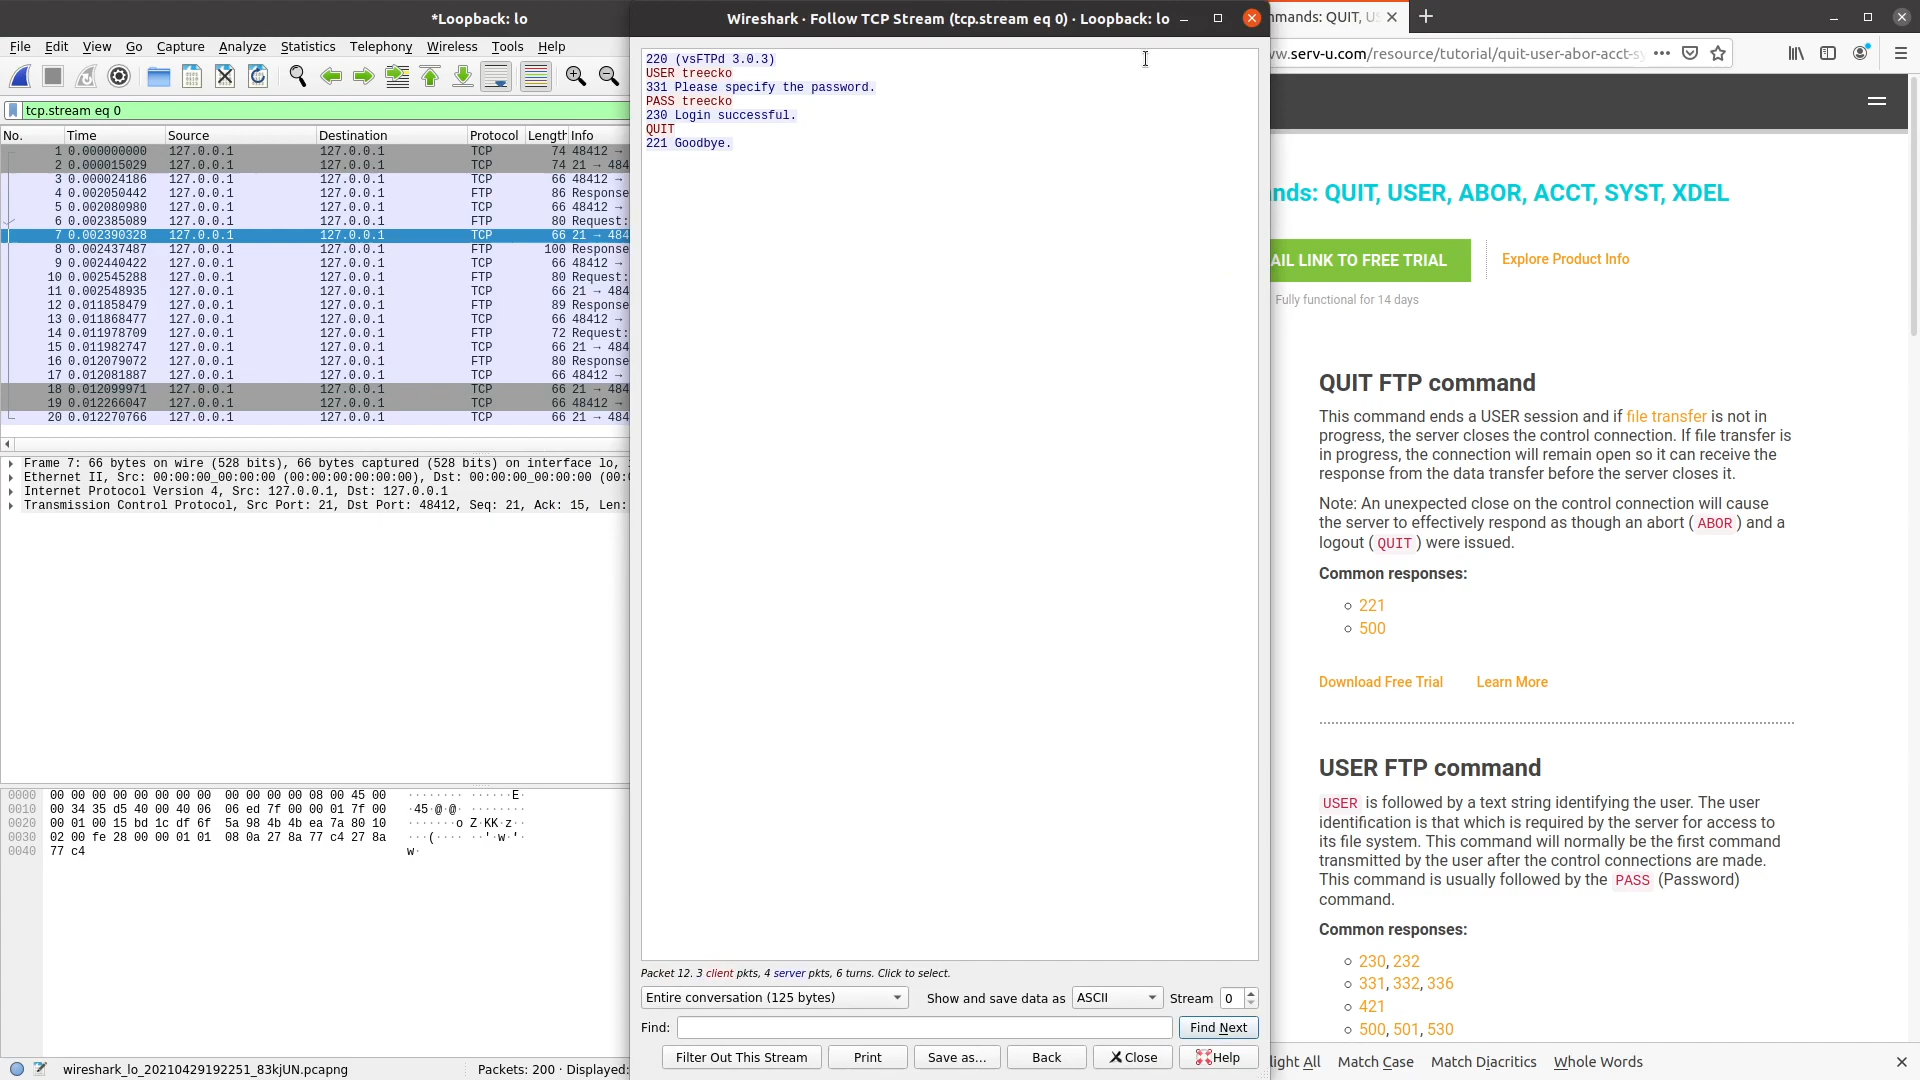 *Loopback: lo
File Edit View Go Capture Analyze Statistics Telephony Wireless Tools Help
tcp.stream eq 0
No. Time Source Destination Protocol Length Info
1 0.000000000 127.0.0.1 127.0.0.1 TCP 74 48412 →
2 0.000015029 127.0.0.1 127.0.0.1 TCP 74 21 → 484
3 0.000024186 127.0.0.1 127.0.0.1 TCP 66 48412 →
4 0.002050442 127.0.0.1 127.0.0.1 FTP 86 Response
5 0.002080980 127.0.0.1 127.0.0.1 TCP 66 48412 →
6 0.002385089 127.0.0.1 127.0.0.1 FTP 80 Request:
7 0.002390328 127.0.0.1 127.0.0.1 TCP 66 21 → 484
8 0.002437487 127.0.0.1 127.0.0.1 FTP 100 Response
9 0.002440422 127.0.0.1 127.0.0.1 TCP 66 48412 →
10 0.002545288 127.0.0.1 127.0.0.1 FTP 80 Request:
11 0.002548935 127.0.0.1 127.0.0.1 TCP 66 21 → 484
12 0.011858479 127.0.0.1 127.0.0.1 FTP 89 Response
13 0.011868477 127.0.0.1 127.0.0.1 TCP 66 48412 →
14 0.011978709 127.0.0.1 127.0.0.1 FTP 72 Request:
15 0.011982747 127.0.0.1 127.0.0.1 TCP 66 21 → 484
16 0.012079072 127.0.0.1 127.0.0.1 FTP 80 Response
17 0.012081887 127.0.0.1 127.0.0.1 TCP 66 48412 →
18 0.012099971 127.0.0.1 127.0.0.1 TCP 66 21 → 484
19 0.012266047 127.0.0.1 127.0.0.1 TCP 66 48412 →
20 0.012270766 127.0.0.1 127.0.0.1 TCP 66 21 → 484
Frame 7: 66 bytes on wire (528 bits), 66 bytes captured (528 bits) on interface lo,
Ethernet II, Src: 00:00:00_00:00:00 (00:00:00:00:00:00), Dst: 00:00:00_00:00:00 (00:
Internet Protocol Version 4, Src: 127.0.0.1, Dst: 127.0.0.1
Transmission Control Protocol, Src Port: 21, Dst Port: 48412, Seq: 21, Ack: 15, Len:
0000 00 00 00 00 00 00 00 00 00 00 00 00 08 00 45 00 ········ ······E·
0010 00 34 35 d5 40 00 40 06 06 ed 7f 00 00 01 7f 00 ·45·@·@· ········
0020 00 01 00 15 bd 1c df 6f 5a 98 4b 4b ea 7a 80 10 ·······o Z·KK·z··
0030 02 00 fe 28 00 00 01 01 08 0a 27 8a 77 c4 27 8a ···(···· ··'·w·'·
0040 77 c4 w·
wireshark_lo_20210429192251_83kjUN.pcapng
Packets: 200 · Displayed:
Wireshark · Follow TCP Stream (tcp.stream eq 0) · Loopback: lo
220 (vsFTPd 3.0.3)
USER treecko
331 Please specify the password.
PASS treecko
230 Login successful.
QUIT
221 Goodbye.
Packet 12. 3 client pkts, 4 server pkts, 6 turns. Click to select.
Entire conversation (125 bytes) Show and save data as ASCII Stream 0
Find: Find Next
Filter Out This Stream Print Save as... Back Close Help
mmands: QUIT, US
w.serv-u.com/resource/tutorial/quit-user-abor-acct-sy
nds: QUIT, USER, ABOR, ACCT, SYST, XDEL
AIL LINK TO FREE TRIAL
Explore Product Info
Fully functional for 14 days
QUIT FTP command
This command ends a USER session and if file transfer is not in
progress, the server closes the control connection. If file transfer is
in progress, the connection will remain open so it can receive the
response from the data transfer before the server closes it.
Note: An unexpected close on the control connection will cause
the server to effectively respond as though an abort ( ABOR ) and a
logout ( QUIT ) were issued.
Common responses:
221
500
Download Free Trial Learn More
USER FTP command
USER is followed by a text string identifying the user. The user
identification is that which is required by the server for access to
its file system. This command will normally be the first command
transmitted by the user after the control connections are made.
This command is usually followed by the PASS (Password)
command.
Common responses:
230, 232
331, 332, 336
421
500, 501, 530
light All Match Case Match Diacritics Whole Words